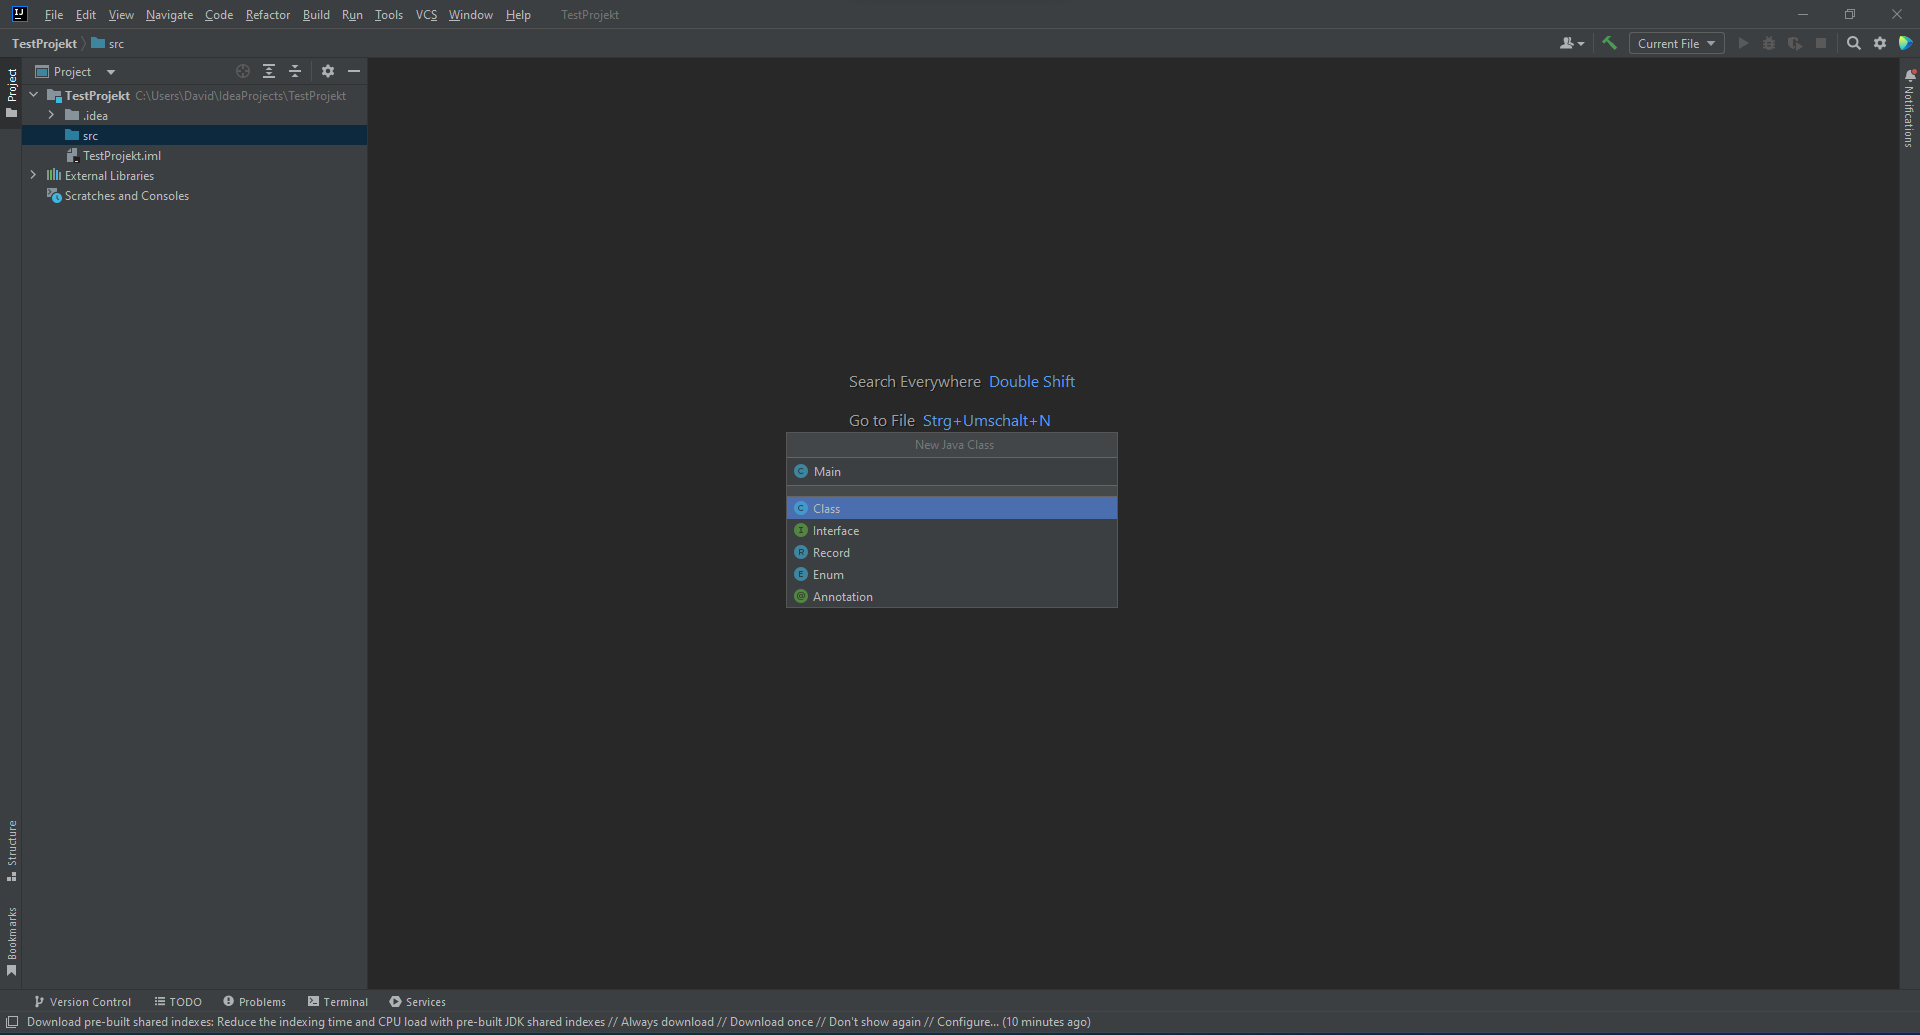 IJ File Edit View Navigate Code Refactor Build Run Tools VCS Window Help TestProjekt
TestProjekt src
Current File
Project
Project
TestProjekt C:\Users\David\IdeaProjects\TestProjekt
.idea
src
TestProjekt.iml
External Libraries
Scratches and Consoles
Notifications
Search Everywhere Double Shift
Go to File Strg+Umschalt+N
New Java Class
C Main
C Class
I Interface
R Record
E Enum
@ Annotation
Structure
Bookmarks
Version Control TODO Problems Terminal Services
Download pre-built shared indexes: Reduce the indexing time and CPU load with pre-built JDK shared indexes // Always download // Download once // Don't show again // Configure... (10 minutes ago)